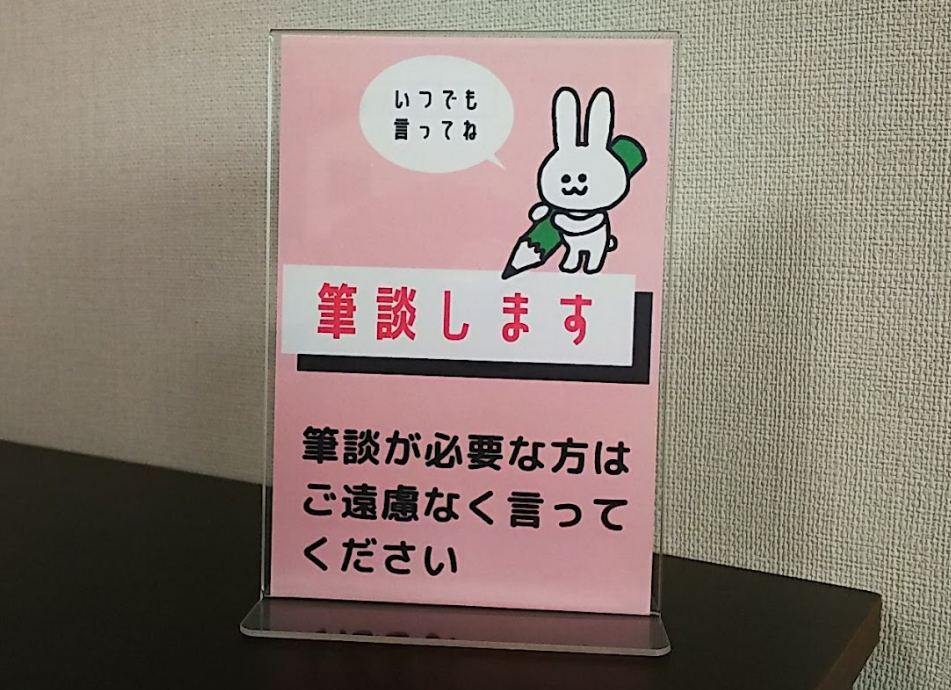 いつでも
言ってね
筆談します
筆談が必要な方は
ご遠慮なく言って
ください